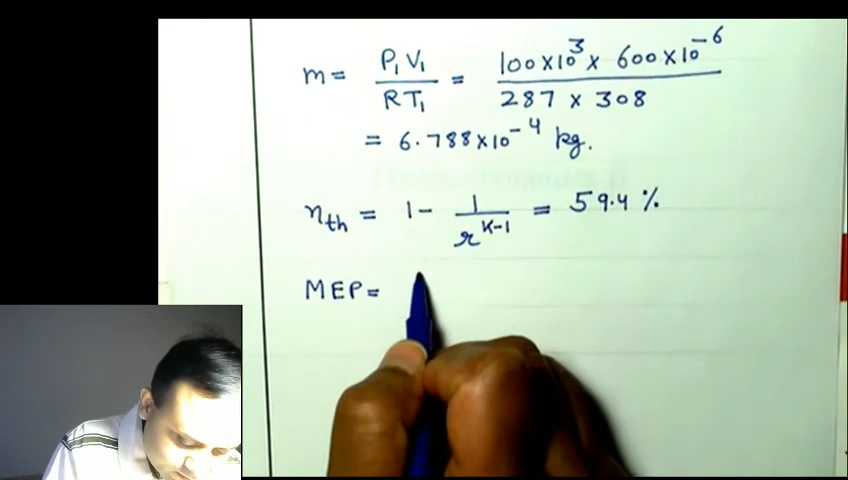 m = P₁V₁ / RT₁ = 100×10³ × 600×10⁻⁶ / 287 × 308
= 6.788×10⁻⁴ kg.
η_th = 1 - 1 / r^(K-1) = 59.4 %
MEP =